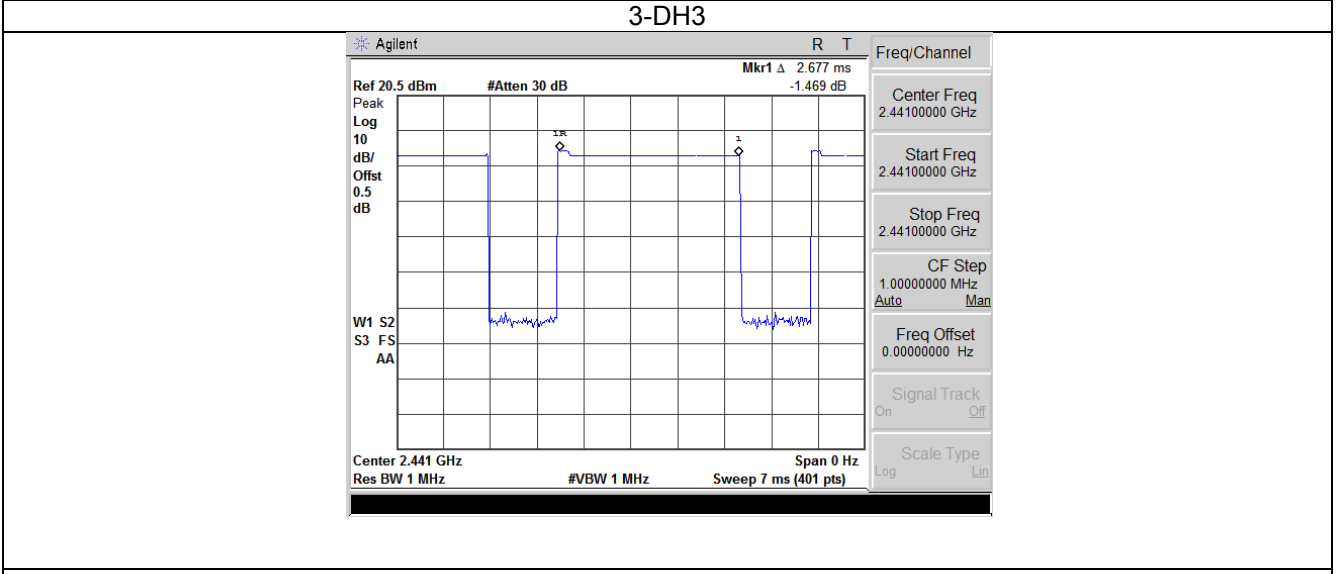 3-DH3
Agilent R T
Mkr1 Δ 2.677 ms
Ref 20.5 dBm #Atten 30 dB -1.469 dB
Peak
Log
10
dB/
Offst
0.5
dB
1R
1
W1 S2
S3 FS
AA
Center 2.441 GHz Span 0 Hz
Res BW 1 MHz #VBW 1 MHz Sweep 7 ms (401 pts)
Freq/Channel
Center Freq
2.44100000 GHz
Start Freq
2.44100000 GHz
Stop Freq
2.44100000 GHz
CF Step
1.00000000 MHz
Auto Man
Freq Offset
0.00000000 Hz
Signal Track
On Off
Scale Type
Log Lin